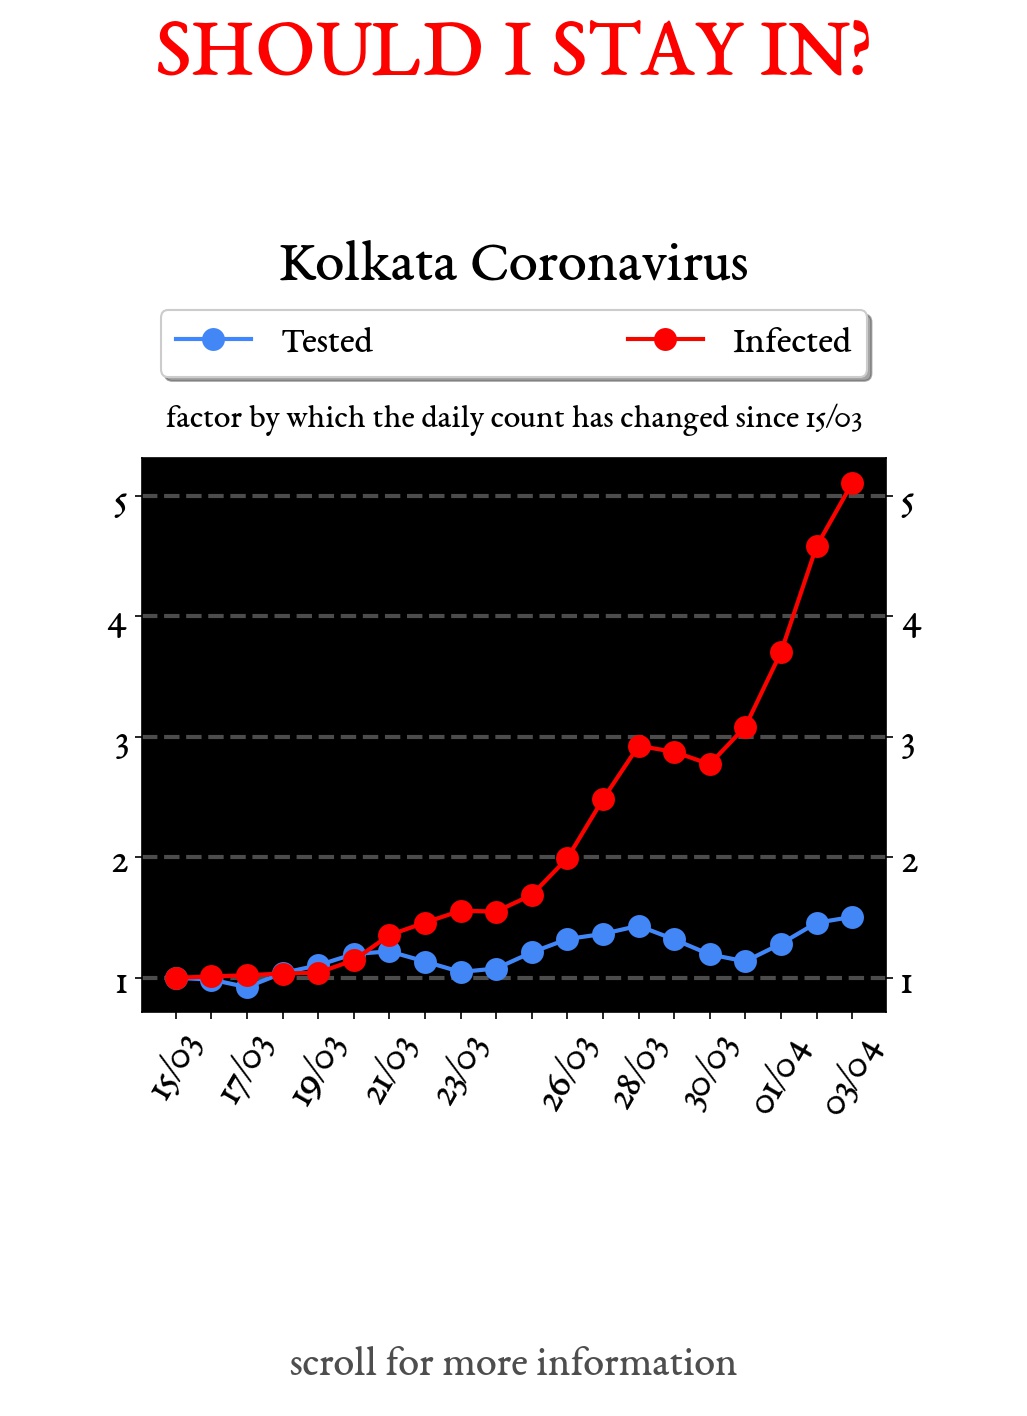 SHOULD I STAY IN?
Kolkata Coronavirus
Tested Infected
factor by which the daily count has changed since 15/03
5 5
4 4
3 3
2 2
1 1
15/03 17/03 19/03 21/03 23/03 26/03 28/03 30/03 01/04 03/04
scroll for more information